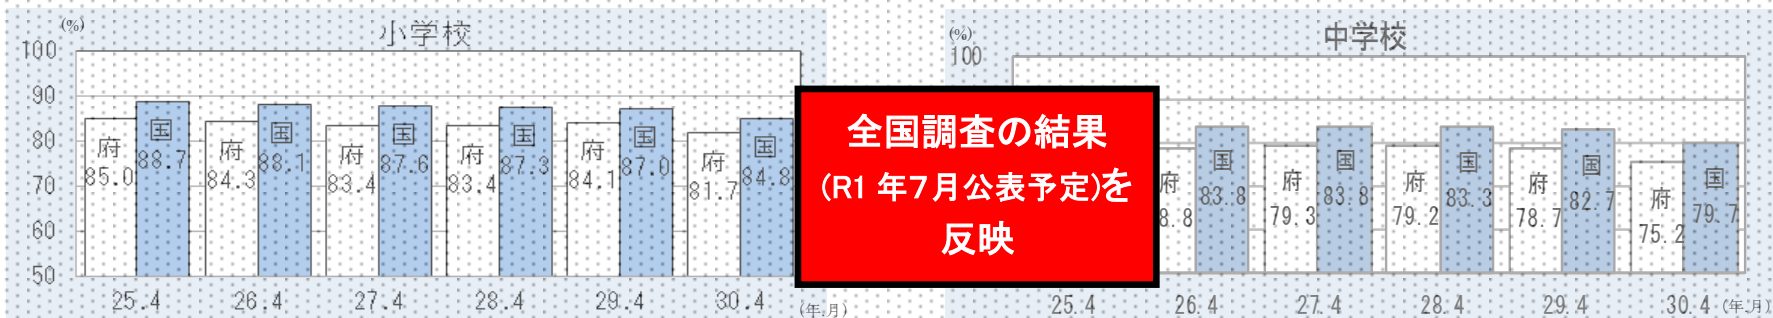 (%)
小学校
100
90
80
70
60
50
府
85.0
国
88.7
府
84.3
国
88.1
府
83.4
国
87.6
府
83.4
国
87.3
府
84.1
国
87.0
府
81.7
国
84.8
25.4
26.4
27.4
28.4
29.4
30.4
(年.月)
全国調査の結果
(R1 年7月公表予定)を
反映
(%)
中学校
100
府
8.8
国
83.8
府
79.3
国
83.8
府
79.2
国
83.3
府
78.7
国
82.7
府
75.2
国
79.7
25.4
26.4
27.4
28.4
29.4
30.4
(年.月)